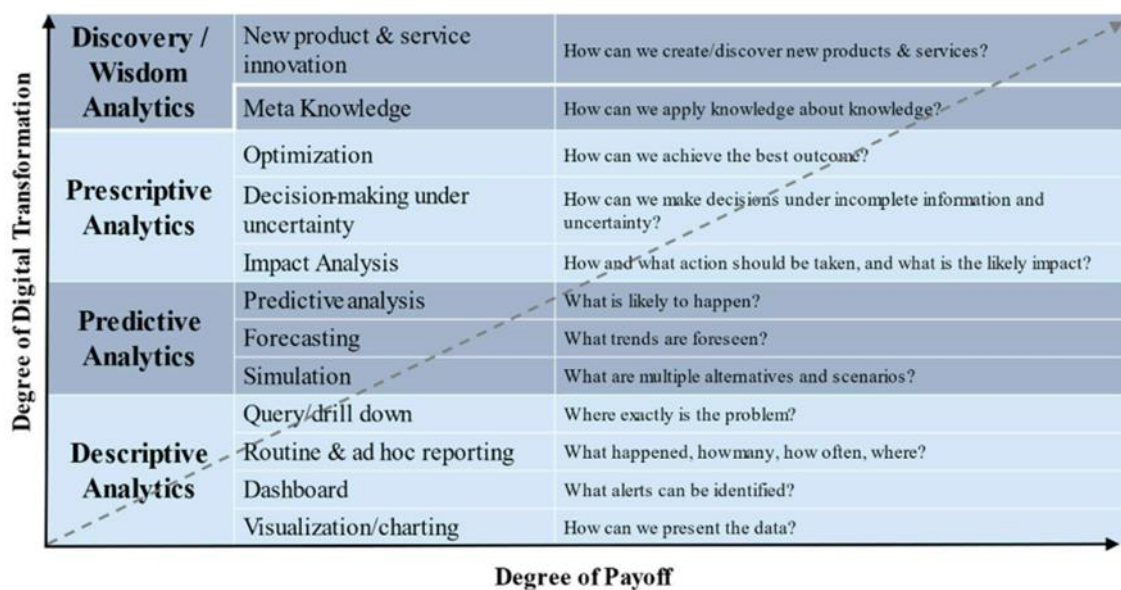 Degree of Digital Transformation
Discovery /
Wisdom
Analytics
New product & service
innovation
How can we create/discover new products & services?
Meta Knowledge
How can we apply knowledge about knowledge?
Prescriptive
Analytics
Optimization
How can we achieve the best outcome?
Decision-making under
uncertainty
How can we make decisions under incomplete information and
uncertainty?
Impact Analysis
How and what action should be taken, and what is the likely impact?
Predictive
Analytics
Predictive analysis
What is likely to happen?
Forecasting
What trends are foreseen?
Simulation
What are multiple alternatives and scenarios?
Descriptive
Analytics
Query/drill down
Where exactly is the problem?
Routine & ad hoc reporting
What happened, how many, how often, where?
Dashboard
What alerts can be identified?
Visualization/charting
How can we present the data?
Degree of Payoff